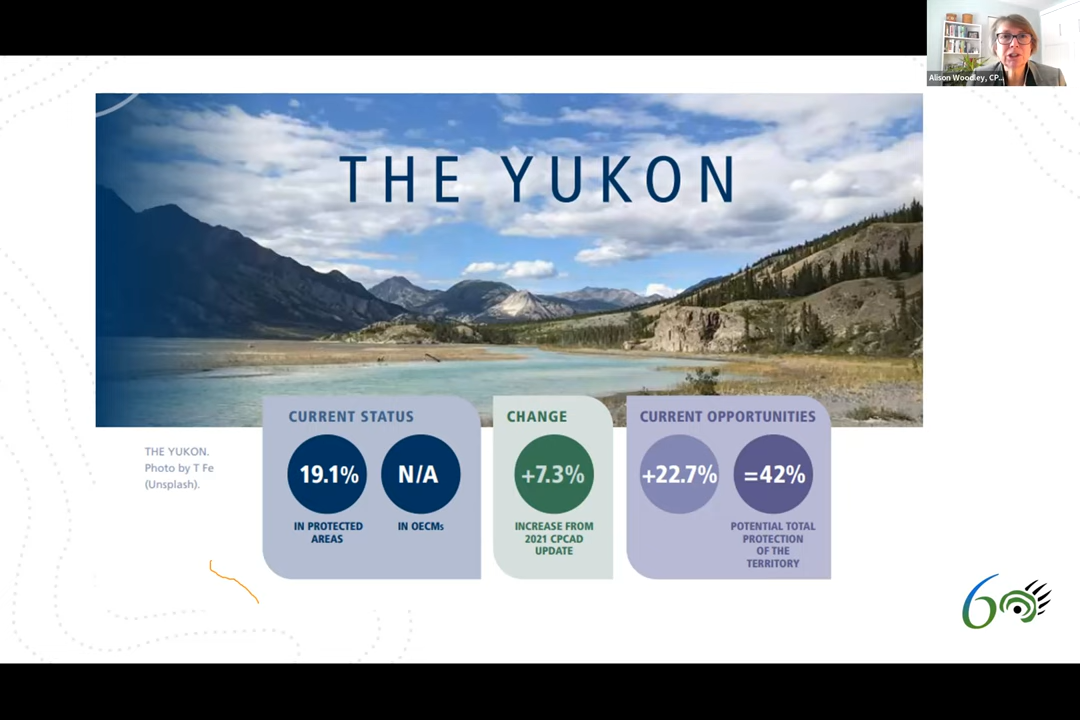 Alison Woodley, CP...
THE YUKON
CURRENT STATUS
19.1%
IN PROTECTED
AREAS
N/A
IN OECMs
CHANGE
+7.3%
INCREASE FROM
2021 CPCAD
UPDATE
CURRENT OPPORTUNITIES
+22.7%
=42%
POTENTIAL TOTAL
PROTECTION
OF THE
TERRITORY
THE YUKON.
Photo by T Fe
(Unsplash).
60